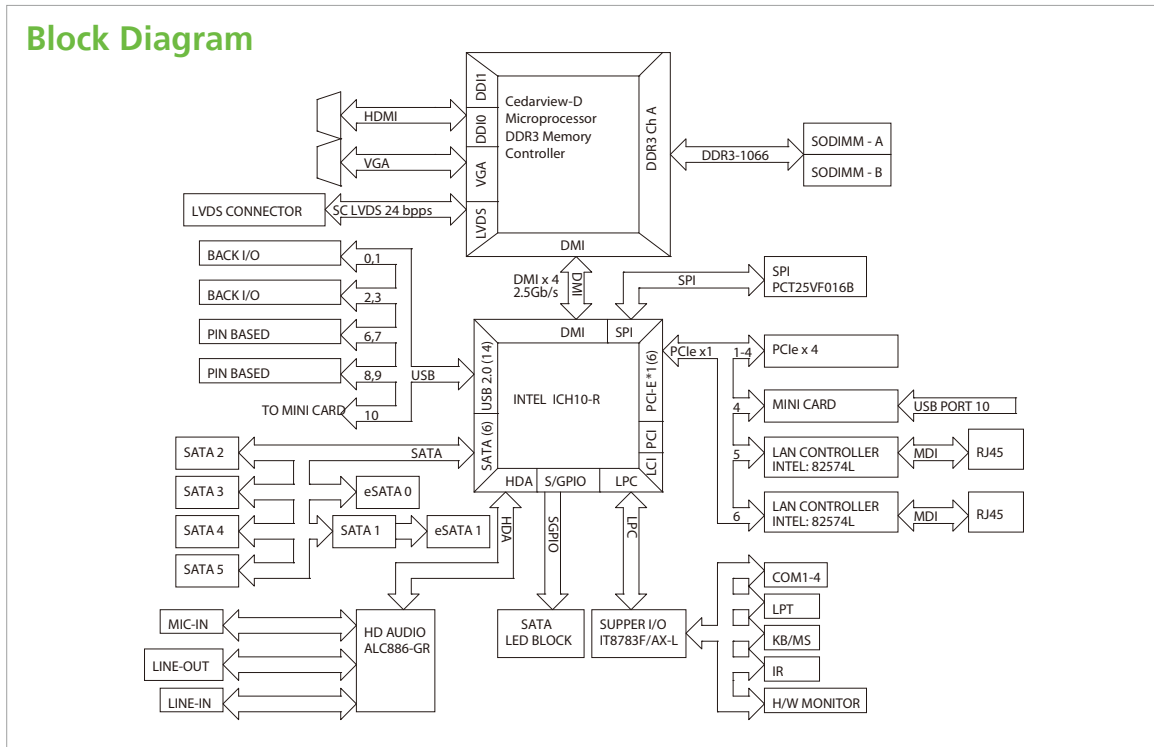 Block Diagram
DDI1
DDI0
VGA
LVDS
Cedarview-D
Microprocessor
DDR3 Memory
Controller
DDR3 Ch A
DMI
HDMI
VGA
LVDS CONNECTOR
SC LVDS 24 bpps
DDR3-1066
SODIMM - A
SODIMM - B
BACK I/O
0,1
BACK I/O
2,3
PIN BASED
6,7
PIN BASED
8,9
TO MINI CARD
10
USB
DMI x 4
2.5Gb/s
DMI
SPI
SPI
PCT25VF016B
DMI
SPI
USB 2.0 (14)
SATA (6)
INTEL ICH10-R
PCI-E *1(6)
PCI
LCI
HDA
S/GPIO
LPC
PCIe x1
1-4
PCIe x 4
4
MINI CARD
USB PORT 10
5
LAN CONTROLLER
INTEL: 82574L
MDI
RJ45
6
LAN CONTROLLER
INTEL: 82574L
MDI
RJ45
SATA 2
SATA
SATA 3
eSATA 0
SATA 4
SATA 1
eSATA 1
SATA 5
HDA
SGPIO
LPC
MIC-IN
LINE-OUT
LINE-IN
HD AUDIO
ALC886-GR
SATA
LED BLOCK
SUPPER I/O
IT8783F/AX-L
COM1-4
LPT
KB/MS
IR
H/W MONITOR